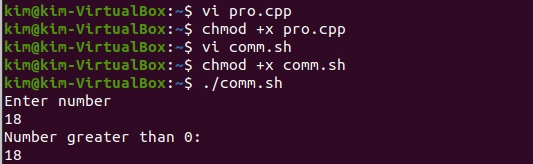 kim@kim-VirtualBox:~$ vi pro.cpp
kim@kim-VirtualBox:~$ chmod +x pro.cpp
kim@kim-VirtualBox:~$ vi comm.sh
kim@kim-VirtualBox:~$ chmod +x comm.sh
kim@kim-VirtualBox:~$ ./comm.sh
Enter number
18
Number greater than 0:
18